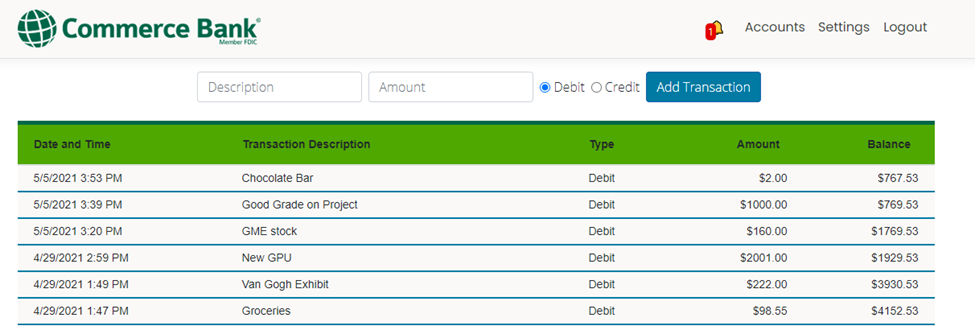 Commerce Bank®
Member FDIC
1
Accounts Settings Logout
Description Amount Debit Credit Add Transaction
Date and Time Transaction Description Type Amount Balance
5/5/2021 3:53 PM Chocolate Bar Debit $2.00 $767.53
5/5/2021 3:39 PM Good Grade on Project Debit $1000.00 $769.53
5/5/2021 3:20 PM GME stock Debit $160.00 $1769.53
4/29/2021 2:59 PM New GPU Debit $2001.00 $1929.53
4/29/2021 1:49 PM Van Gogh Exhibit Debit $222.00 $3930.53
4/29/2021 1:47 PM Groceries Debit $98.55 $4152.53